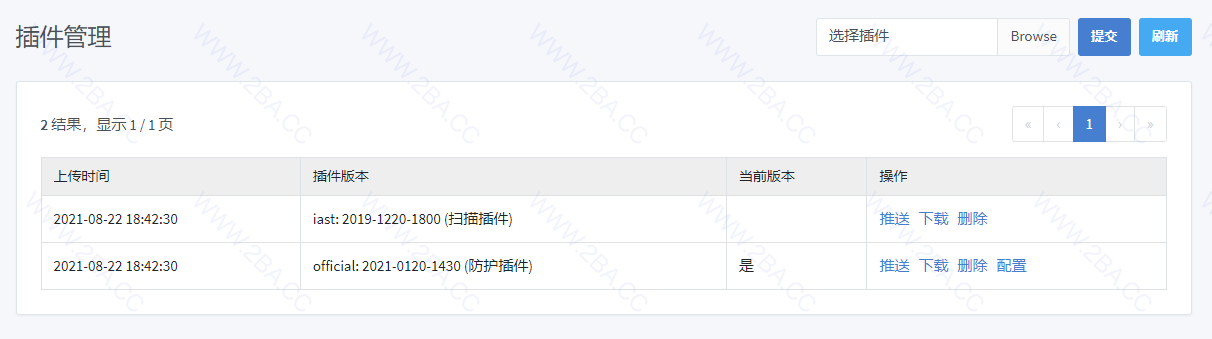 插件管理 选择插件 Browse 提交 刷新
2 结果，显示 1 / 1 页 « ‹ 1 › »
上传时间 插件版本 当前版本 操作
2021-08-22 18:42:30 iast: 2019-1220-1800 (扫描插件) 推送 下载 删除
2021-08-22 18:42:30 official: 2021-0120-1430 (防护插件) 是 推送 下载 删除 配置
WWW.2BA.CC